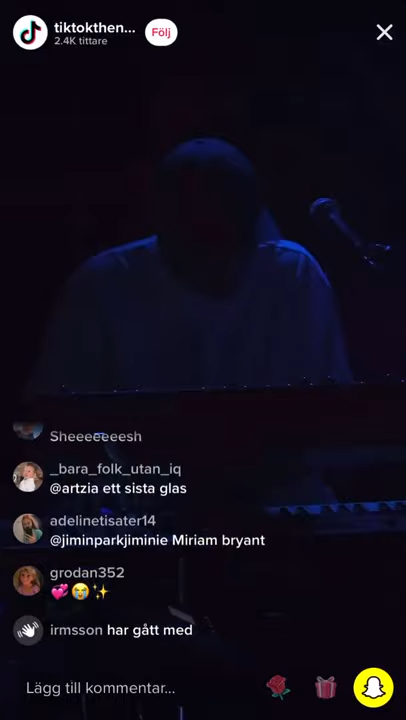 tiktokthen...
Följ
2.4K tittare
Sheeeeeeesh
_bara_folk_utan_iq
@artzia ett sista glas
adelinetisater14
@jiminparkjiminie Miriam bryant
grodan352
💞😭✨
irmsson har gått med
Lägg till kommentar...